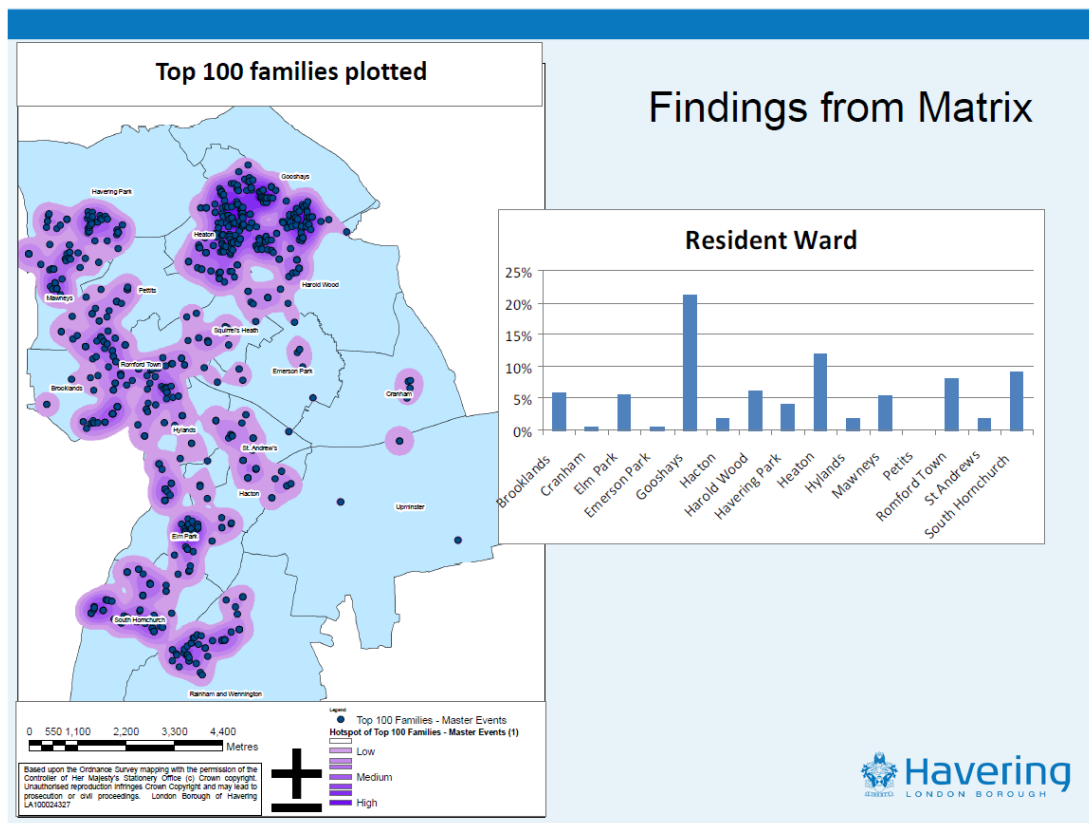 Top 100 families plotted
Findings from Matrix
Havering Park
Gooshays
Heaton
Harold Wood
Mawneys
Pettits
Squirrel's Heath
Romford Town
Emerson Park
Brooklands
Cranham
Hylands
St. Andrew's
Hacton
Upminster
Elm Park
South Hornchurch
Rainham and Wennington
Resident Ward
25%
20%
15%
10%
5%
0%
Brooklands
Cranham
Elm Park
EmersonPark
Gooshays
Hacton
Harold Wood
Havering Park
Heaton
Hylands
Mawneys
Petits
Romford Town
St Andrews
South Hornchurch
0 550 1,100 2,200 3,300 4,400
Metres
Based upon the Ordnance Survey mapping with the permission of the
Controller of Her Majesty's Stationery Office (c) Crown copyright.
Unauthorised reproduction infringes Crown Copyright and may lead to
prosecution or civil proceedings. London Borough of Havering
LA100024327
Legend
Top 100 Families - Master Events
Hotspot of Top 100 Families - Master Events (1)
Low
Medium
High
Havering
LONDON BOROUGH